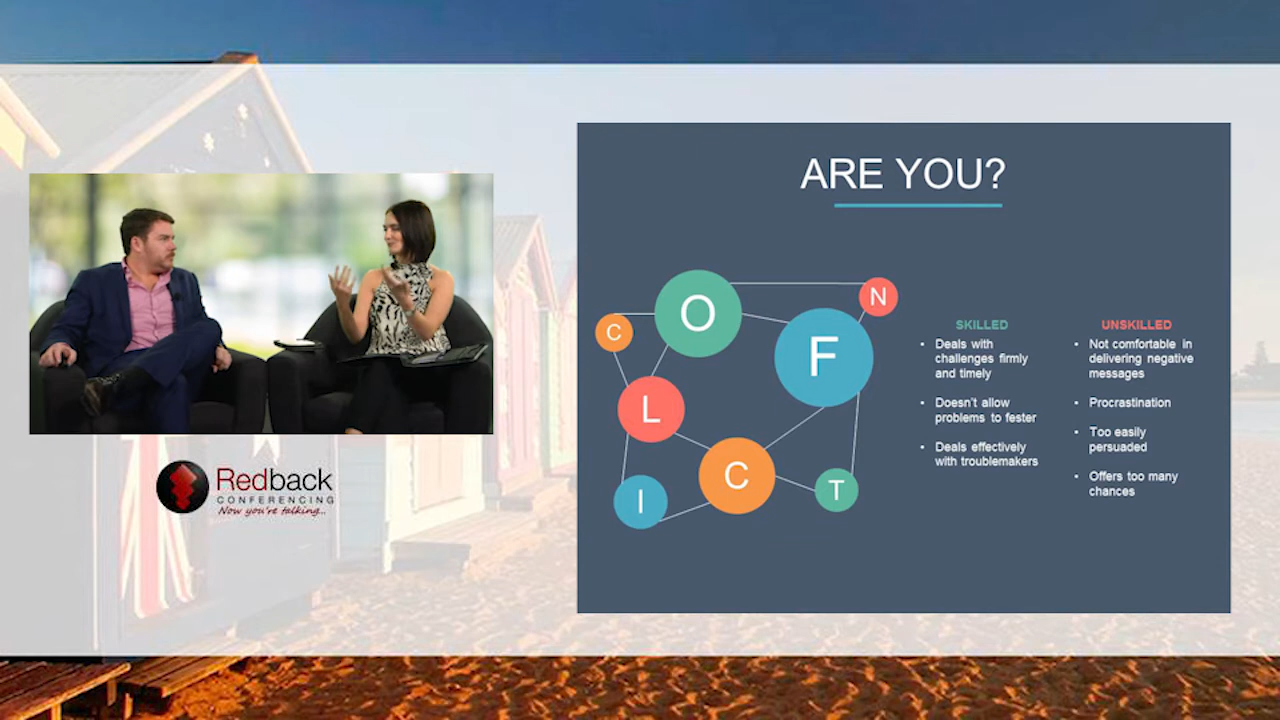 ARE YOU?
C
O
N
F
L
I
C
T
SKILLED
• Deals with
challenges firmly
and timely
• Doesn't allow
problems to fester
• Deals effectively
with troublemakers
UNSKILLED
• Not comfortable in
delivering negative
messages
• Procrastination
• Too easily
persuaded
• Offers too many
chances
Redback
CONFERENCING
Now you're talking...